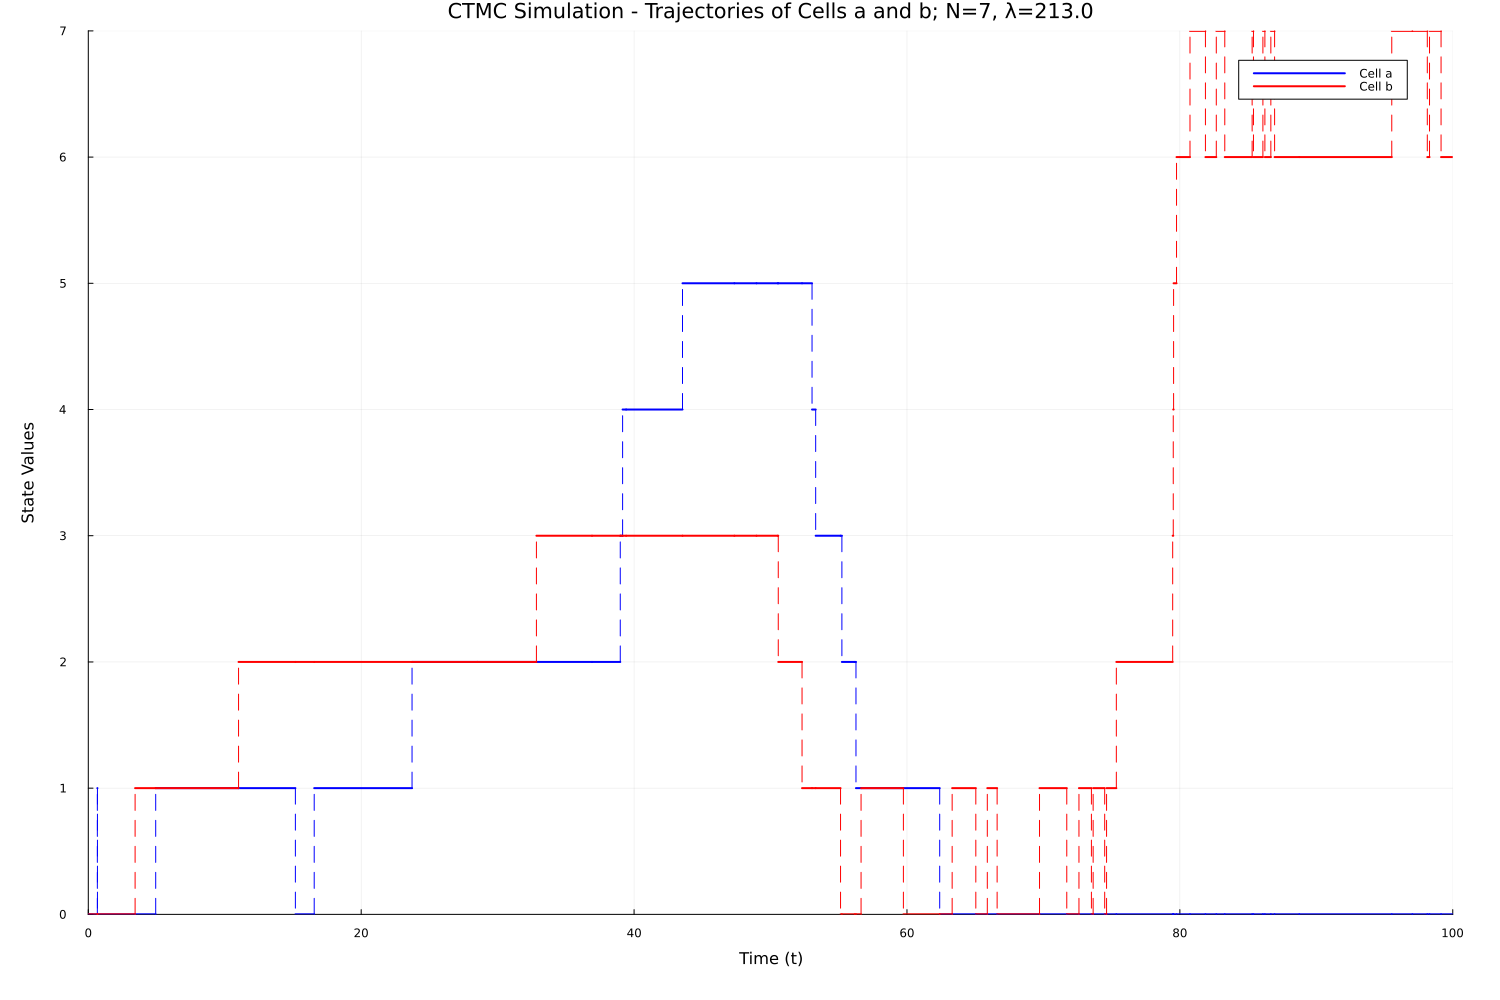 CTMC Simulation - Trajectories of Cells a and b; N=7, λ=213.0
7
Cell a
Cell b
6
5
4
State Values
3
2
1
0
0 20 40 60 80 100
Time (t)